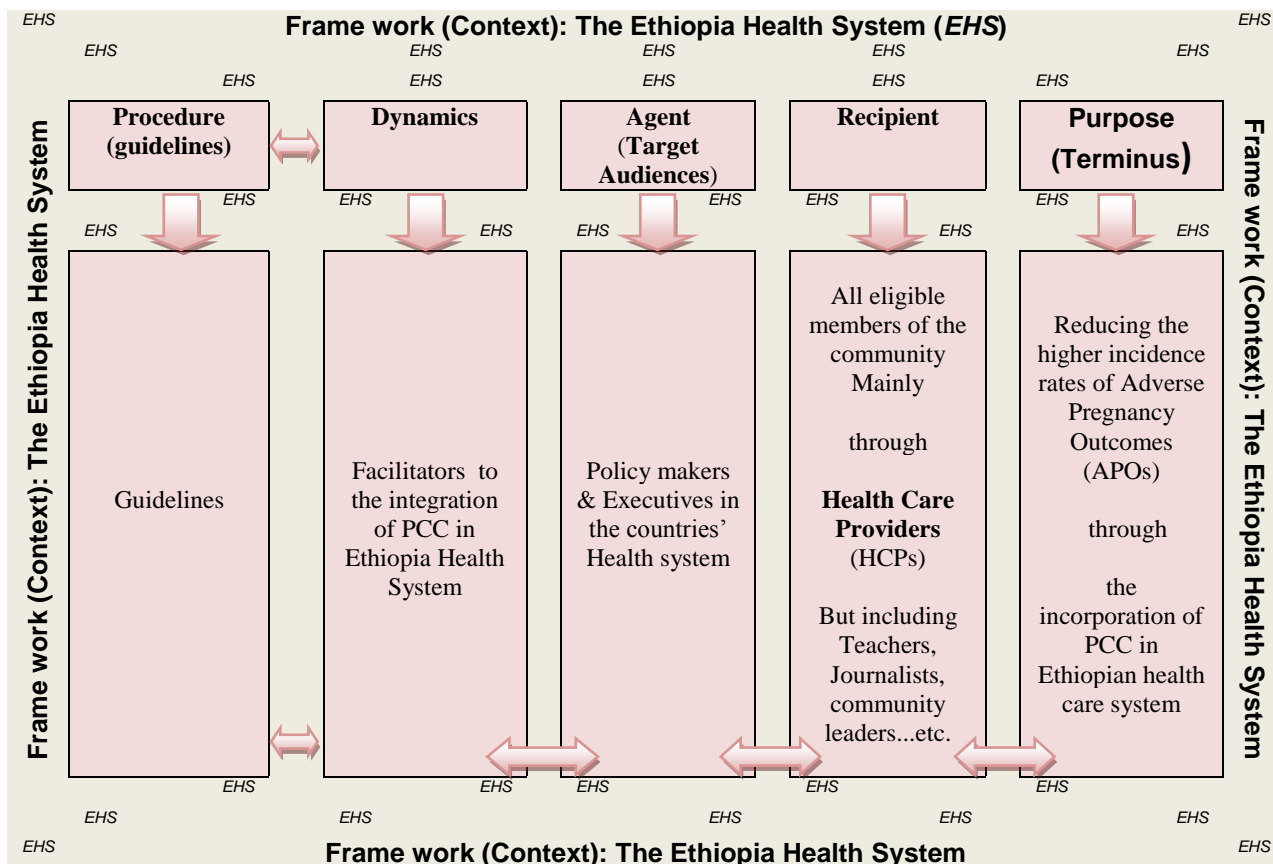 EHS
Frame work (Context): The Ethiopia Health System (EHS)
EHS
EHS
EHS
EHS
EHS
EHS
EHS
EHS
Frame work (Context): The Ethiopia Health System
Procedure
(guidelines)
Dynamics
Agent
(Target
Audiences)
Recipient
Purpose
(Terminus)
Frame work (Context): The Ethiopia Health System
EHS
EHS
EHS
EHS
EHS
EHS
EHS
EHS
EHS
Guidelines
Facilitators to
the integration
of PCC in
Ethiopia Health
System
Policy makers
& Executives in
the countries’
Health system
All eligible
members of the
community
Mainly
through
Health Care
Providers
(HCPs)
But including
Teachers,
Journalists,
community
leaders...etc.
Reducing the
higher incidence
rates of Adverse
Pregnancy
Outcomes
(APOs)
through
the
incorporation of
PCC in
Ethiopian health
care system
EHS
EHS
EHS
EHS
EHS
EHS
EHS
EHS
EHS
EHS
Frame work (Context): The Ethiopia Health System
EHS